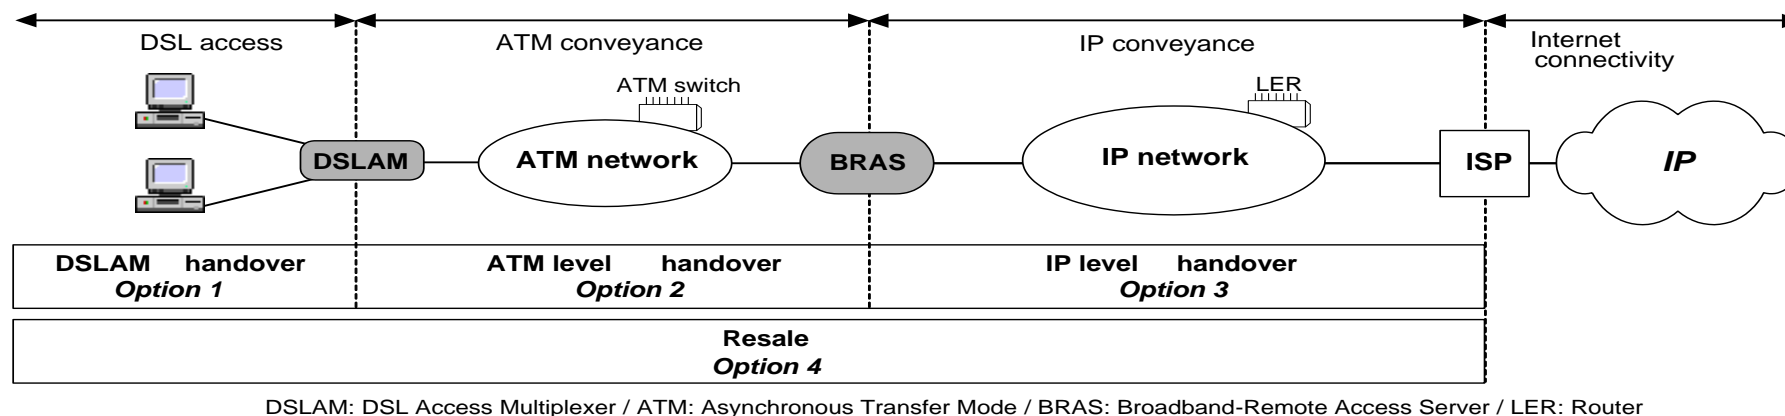 DSL access
ATM conveyance
IP conveyance
Internet
connectivity
ATM switch
LER
DSLAM
ATM network
BRAS
IP network
ISP
IP
DSLAM handover
Option 1
ATM level handover
Option 2
IP level handover
Option 3
Resale
Option 4
DSLAM: DSL Access Multiplexer / ATM: Asynchronous Transfer Mode / BRAS: Broadband-Remote Access Server / LER: Router